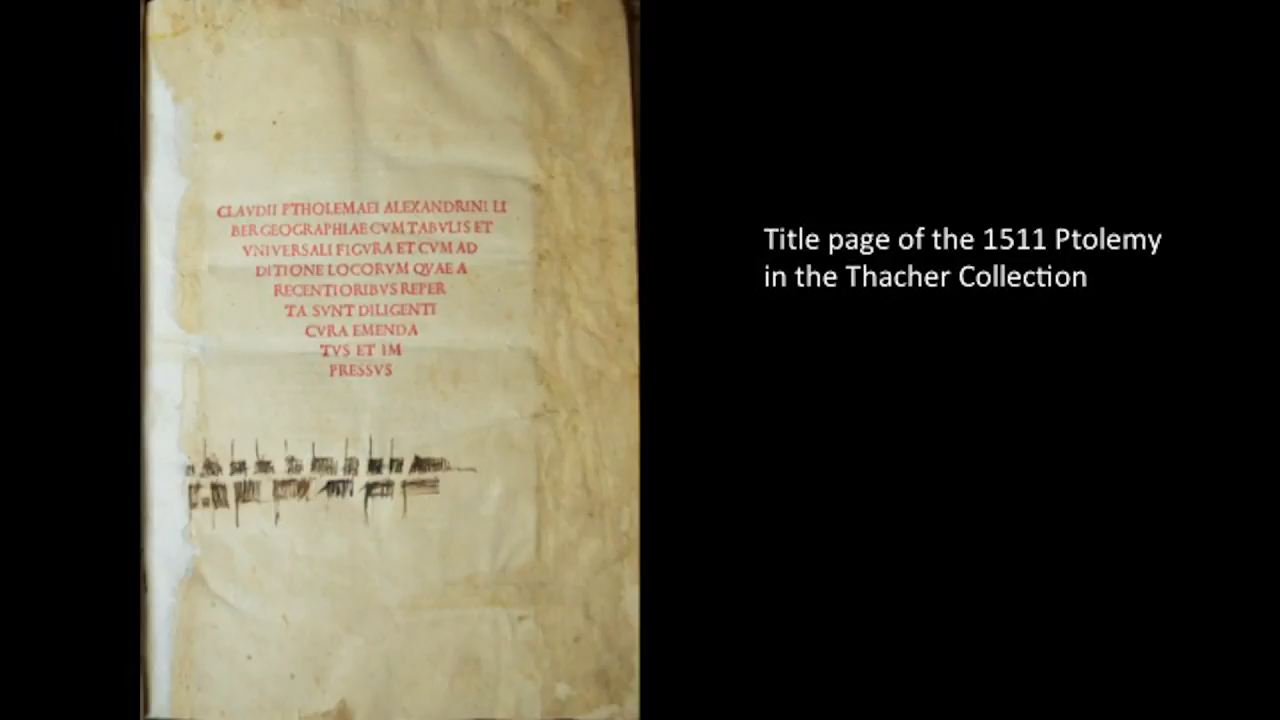 CLAVDII PTHOLEMAEI ALEXANDRINI LI
BER GEOGRAPHIAE CVM TABVLIS ET
VNIVERSALI FIGVRA ET CVM AD
DITIONE LOCORVM QVAE A
RECENTIORIBVS REPER
TA SVNT DILIGENTI
CVRA EMENDA
TVS ET IM
PRESSVS
Title page of the 1511 Ptolemy
in the Thacher Collection